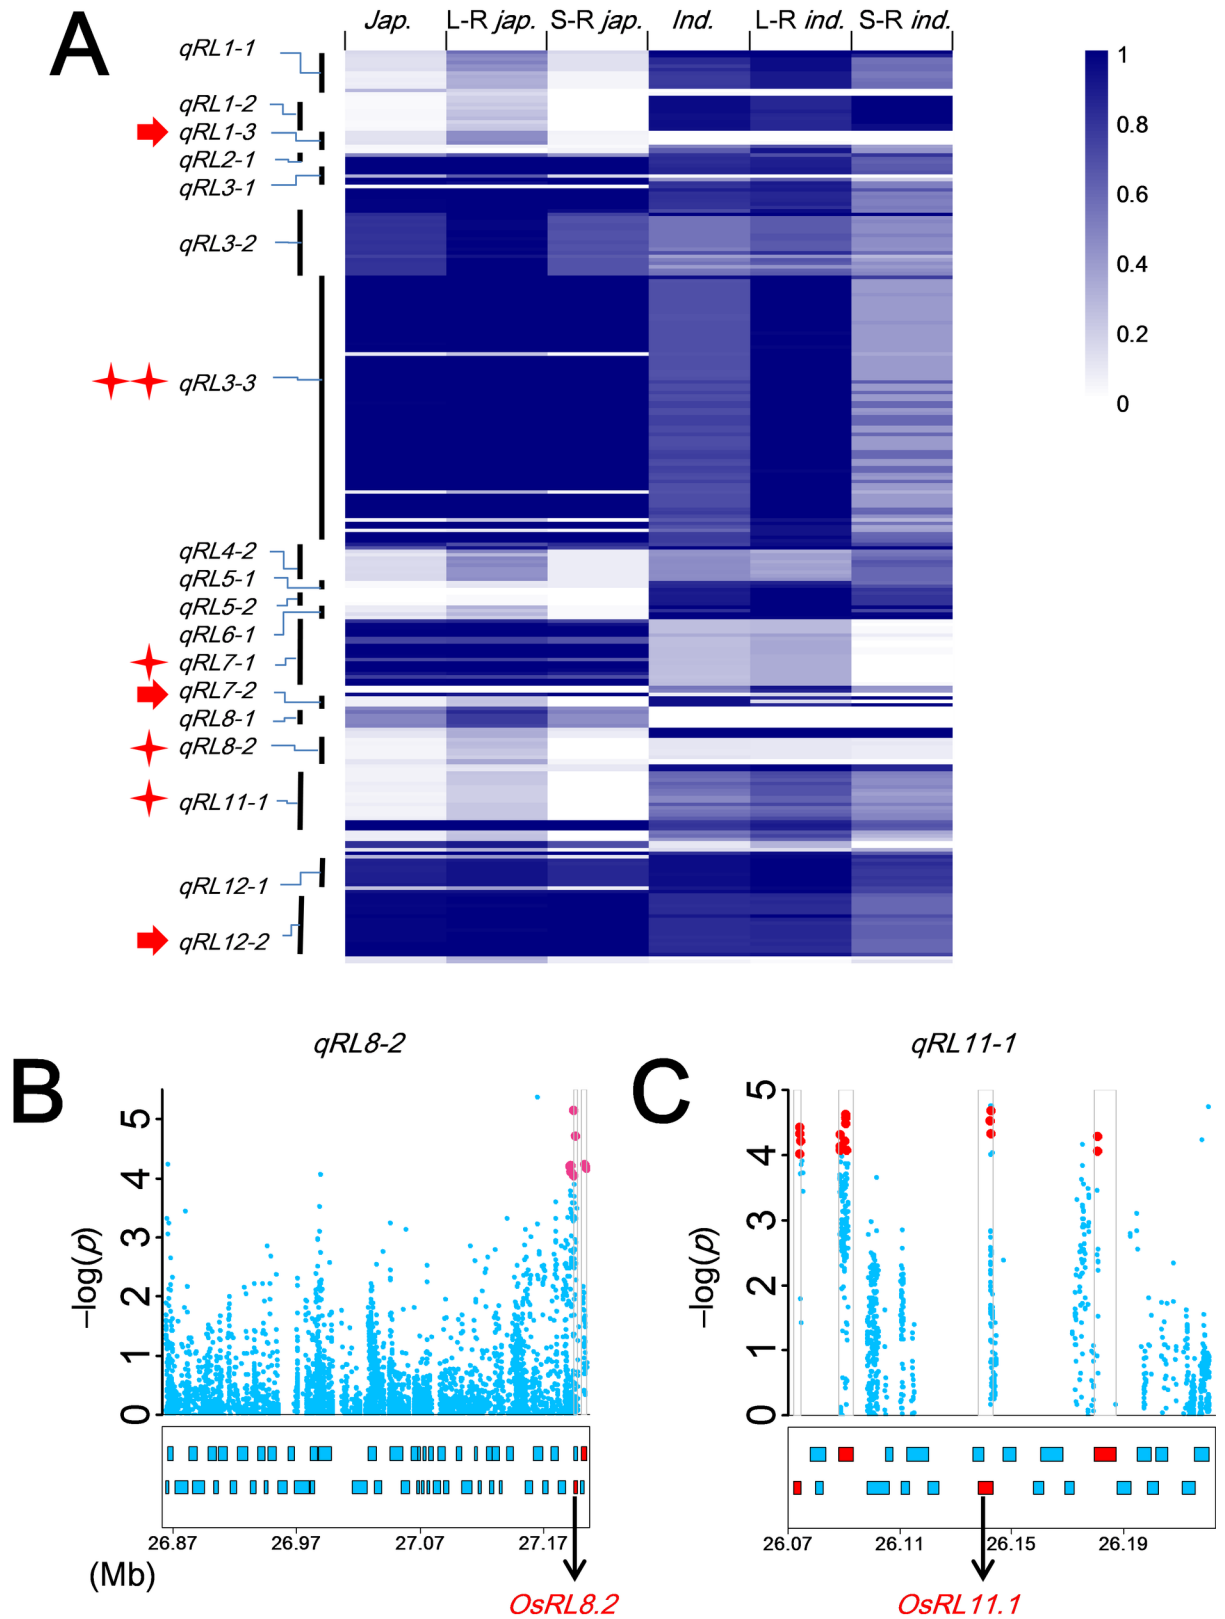 A
Jap. L-R jap. S-R jap. Ind. L-R ind. S-R ind.
qRL1-1
qRL1-2
qRL1-3
qRL2-1
qRL3-1
qRL3-2
qRL3-3
qRL4-2
qRL5-1
qRL5-2
qRL6-1
qRL7-1
qRL7-2
qRL8-1
qRL8-2
qRL11-1
qRL12-1
qRL12-2
1
0.8
0.6
0.4
0.2
0
B
qRL8-2
−log(p)
5
4
3
2
1
0
26.87 26.97 27.07 27.17
(Mb)
OsRL8.2
C
qRL11-1
−log(p)
5
4
3
2
1
0
26.07 26.11 26.15 26.19
OsRL11.1